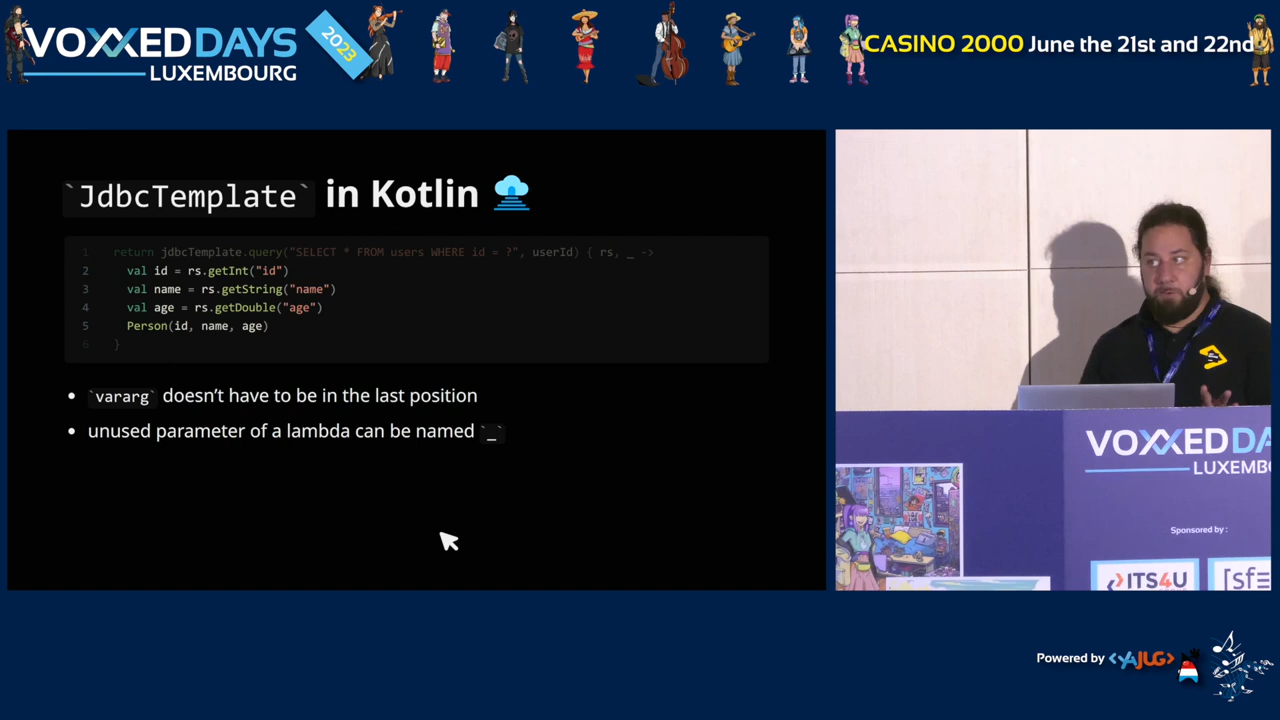 VOXXED DAYS
LUXEMBOURG
2023
CASINO 2000 June the 21st and 22nd
`JdbcTemplate` in Kotlin
1 return jdbcTemplate.query("SELECT * FROM users WHERE id = ?", userId) { rs, _ ->
2 val id = rs.getInt("id")
3 val name = rs.getString("name")
4 val age = rs.getDouble("age")
5 Person(id, name, age)
6 }
• `vararg` doesn’t have to be in the last position
• unused parameter of a lambda can be named `_`
VOXXED DA
LUXEMBO
Sponsored by :
ITS4U
[sfe
Powered by <YAJUG>